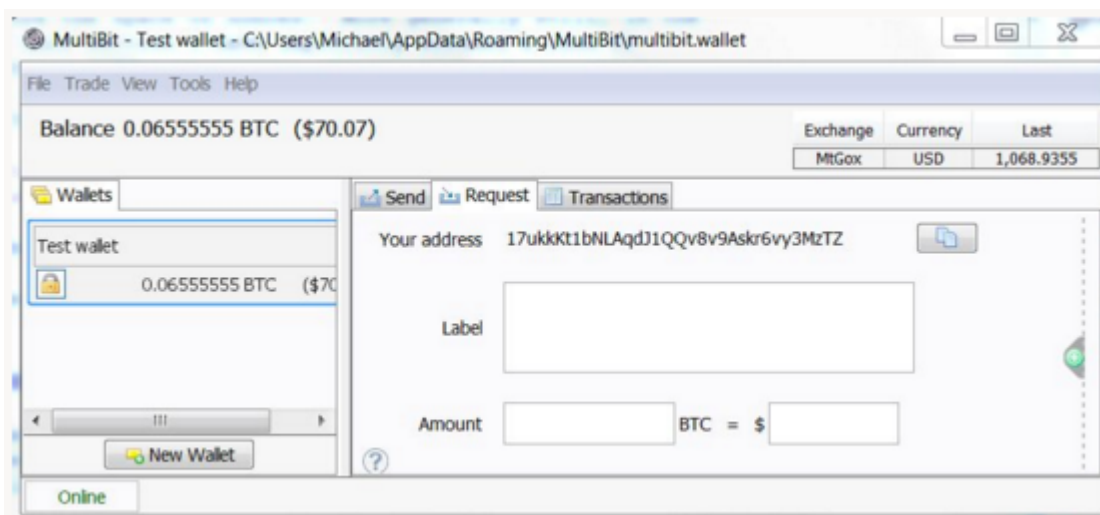 MultiBit - Test wallet - C:\Users\Michael\AppData\Roaming\MultiBit\multibit.wallet
File Trade View Tools Help
Balance 0.06555555 BTC ($70.07)
Exchange Currency Last
MtGox USD 1,068.9355
Wallets
Send Request Transactions
Test wallet
Your address 17ukkKt1bNLAqdJ1QQv8v9Askr6vy3MzTZ
0.06555555 BTC ($70
Label
Amount BTC = $
New Wallet
?
Online